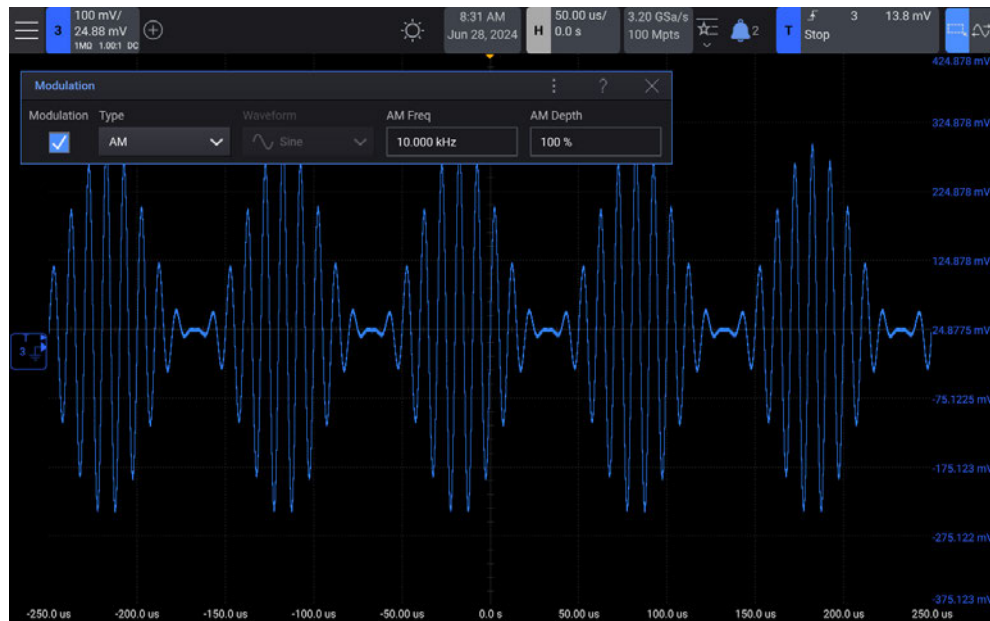 3
100 mV/
24.88 mV
1MΩ 1.00:1 DC
8:31 AM
Jun 28, 2024
H
50.00 us/
0.0 s
3.20 GSa/s
100 Mpts
2
T
3 13.8 mV
Stop
424.878 mV
Modulation
?
Modulation Type Waveform AM Freq AM Depth
AM Sine 10.000 kHz 100 %
324.878 mV
224.878 mV
124.878 mV
24.8775 mV
T
3
-75.1225 mV
-175.123 mV
-275.122 mV
-375.123 mV
-250.0 us -200.0 us -150.0 us -100.0 us -50.00 us 0.0 s 50.00 us 100.0 us 150.0 us 200.0 us 250.0 us